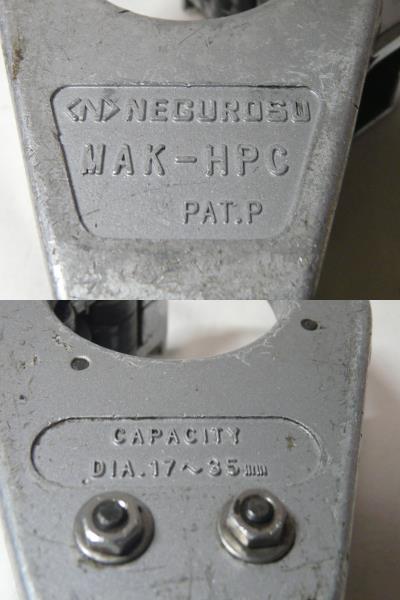 <N> NEGUROSU
MAK-HPC
PAT.P
CAPACITY
DIA.17~35mm